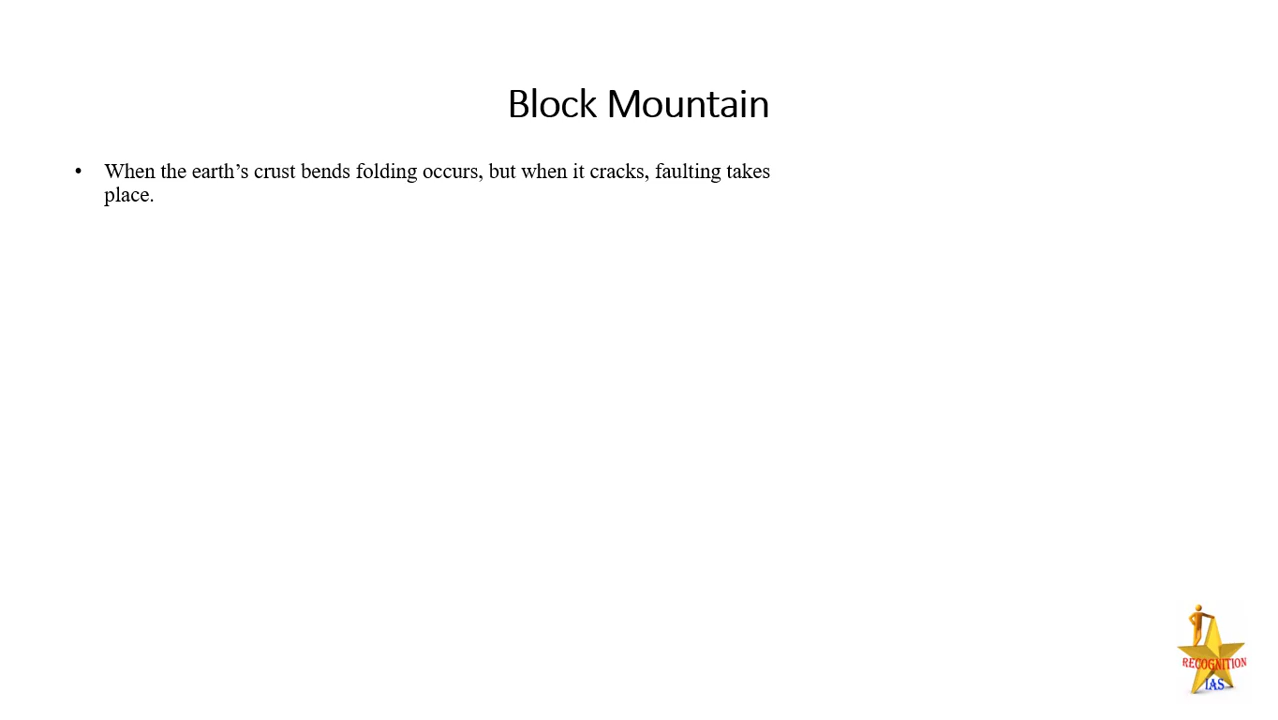 Block Mountain
• When the earth’s crust bends folding occurs, but when it cracks, faulting takes
place.
RECOGNITION
IAS